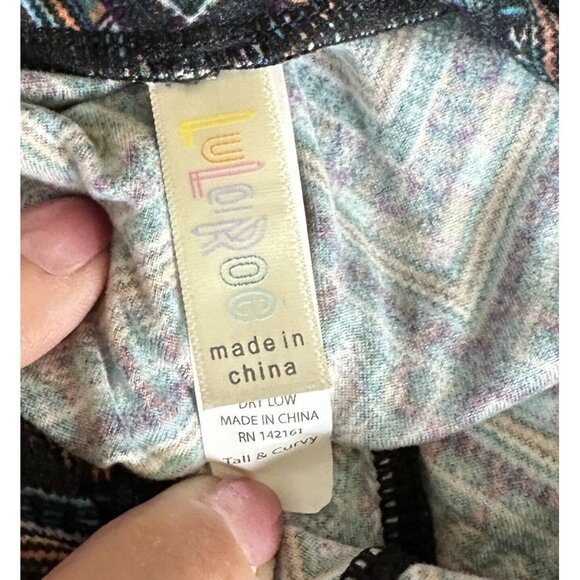 LuLaRoe
made in
china
DRY LOW
MADE IN CHINA
RN 142161
Tall & Curvy